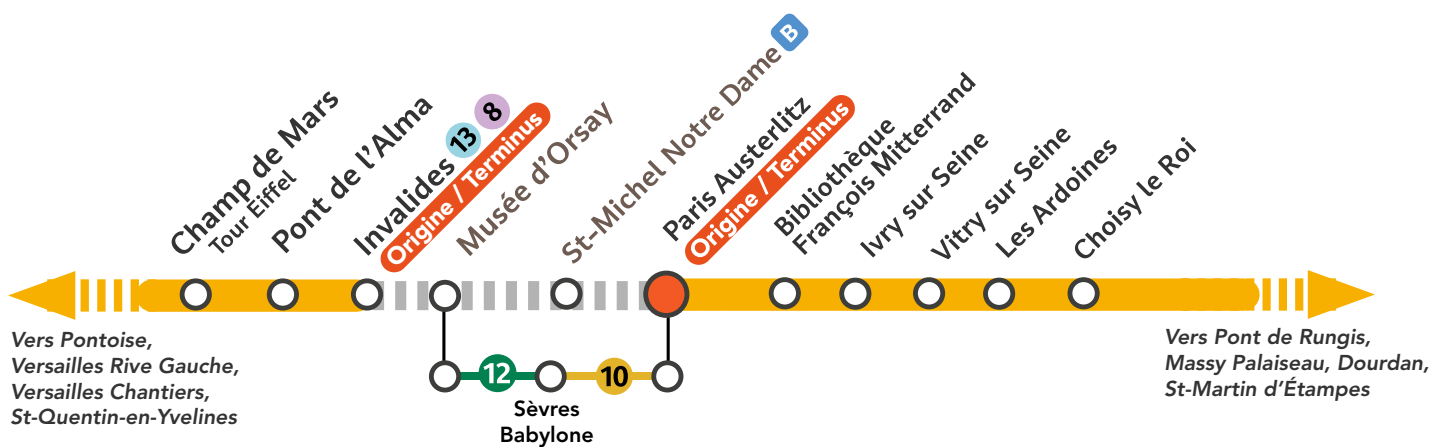 Champ de Mars
Tour Eiffel
Pont de l'Alma
Invalides 13 8
Origine / Terminus
Musée d'Orsay
St-Michel Notre Dame B
Paris Austerlitz
Origine / Terminus
Bibliothèque
François Mitterrand
Ivry sur Seine
Vitry sur Seine
Les Ardoines
Choisy le Roi
Vers Pontoise,
Versailles Rive Gauche,
Versailles Chantiers,
St-Quentin-en-Yvelines
12
10
Sèvres
Babylone
Vers Pont de Rungis,
Massy Palaiseau, Dourdan,
St-Martin d'Étampes